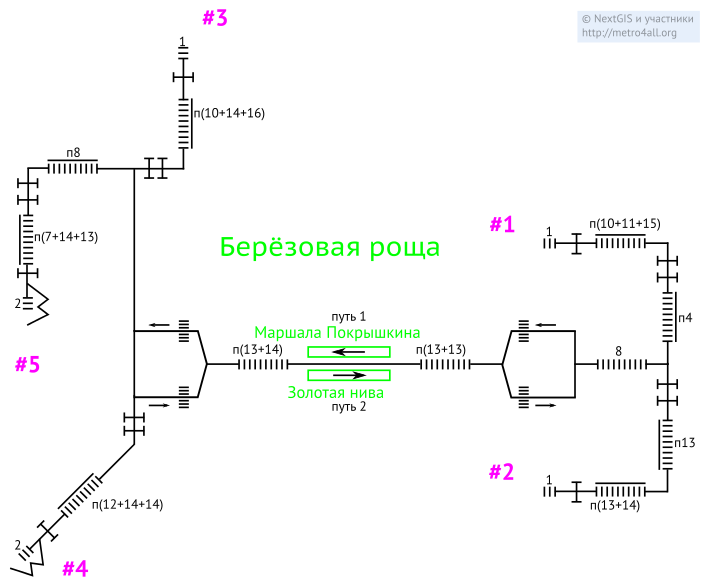 #3
© NextGIS и участники
http://metro4all.org
1
п(10+14+16)
п8
#1
п(10+11+15)
1
п(7+14+13)
Берёзовая роща
2
путь 1
п4
Маршала Покрышкина
п(13+14)
п(13+13)
8
#5
Золотая нива
путь 2
п13
#2
1
п(12+14+14)
п(13+14)
2
#4